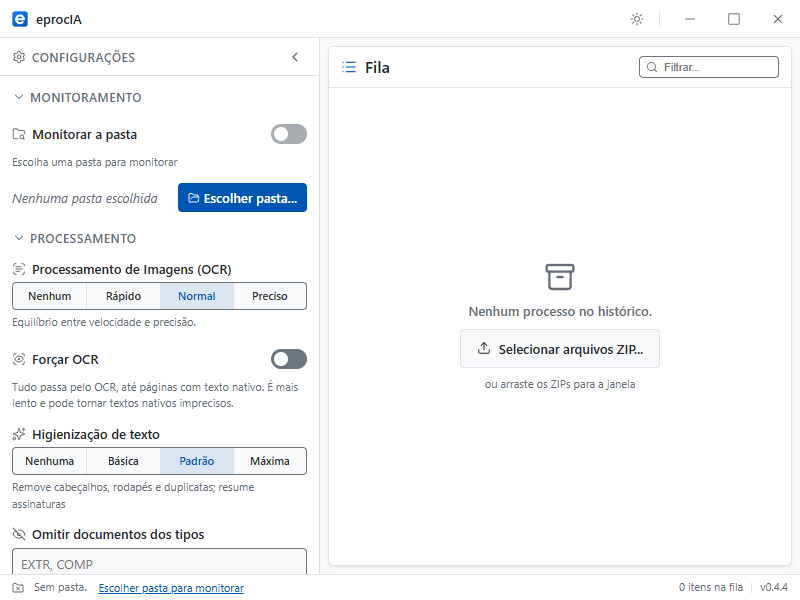 eprocIA
CONFIGURAÇÕES
MONITORAMENTO
Monitorar a pasta
Escolha uma pasta para monitorar
Nenhuma pasta escolhida
Escolher pasta...
PROCESSAMENTO
Processamento de Imagens (OCR)
Nenhum Rápido Normal Preciso
Equilíbrio entre velocidade e precisão.
Forçar OCR
Tudo passa pelo OCR, até páginas com texto nativo. É mais
lento e pode tornar textos nativos imprecisos.
Higienização de texto
Nenhuma Básica Padrão Máxima
Remove cabeçalhos, rodapés e duplicatas; resume
assinaturas
Omitir documentos dos tipos
EXTR, COMP
Fila
Filtrar...
Nenhum processo no histórico.
Selecionar arquivos ZIP...
ou arraste os ZIPs para a janela
Sem pasta. Escolher pasta para monitorar
0 itens na fila
v0.4.4